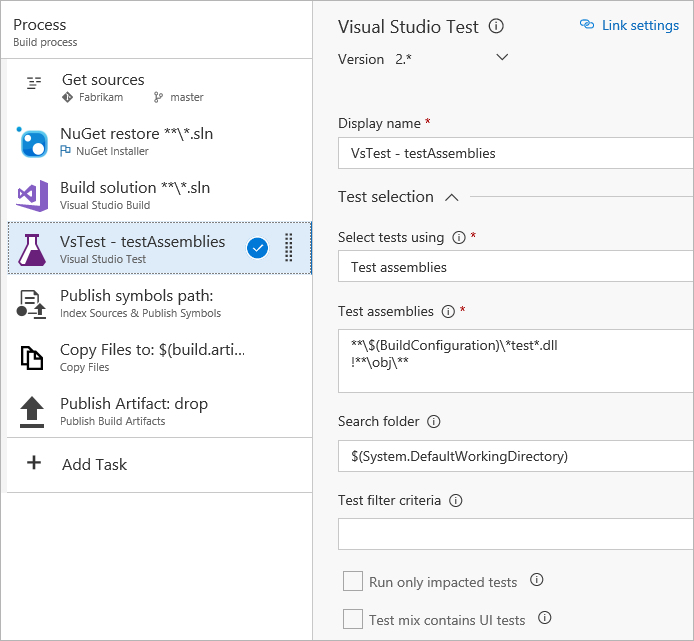 Process
Build process
Get sources
Fabrikam master
NuGet restore **\*.sln
NuGet Installer
Build solution **\*.sln
Visual Studio Build
VsTest - testAssemblies
Visual Studio Test
Publish symbols path:
Index Sources & Publish Symbols
Copy Files to: $(build.arti...
Copy Files
Publish Artifact: drop
Publish Build Artifacts
Add Task
Visual Studio Test
Link settings
Version 2.*
Display name *
VsTest - testAssemblies
Test selection
Select tests using *
Test assemblies
Test assemblies *
**\$(BuildConfiguration)\*test*.dll
!**\obj\**
Search folder
$(System.DefaultWorkingDirectory)
Test filter criteria
Run only impacted tests
Test mix contains UI tests